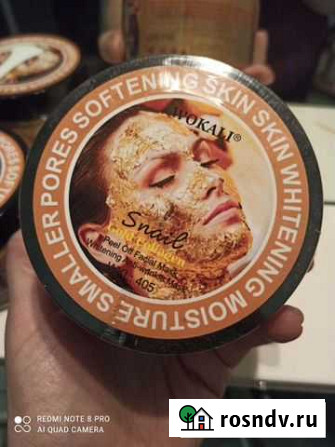 SMALLER PORES SOFTENING SKIN SKIN WHITENING MOISTURE
WOKALI®
Snail
Peel Off Facial Mask
Whitening
405
REDMI NOTE 8 PRO
AI QUAD CAMERA
rosndv.ru